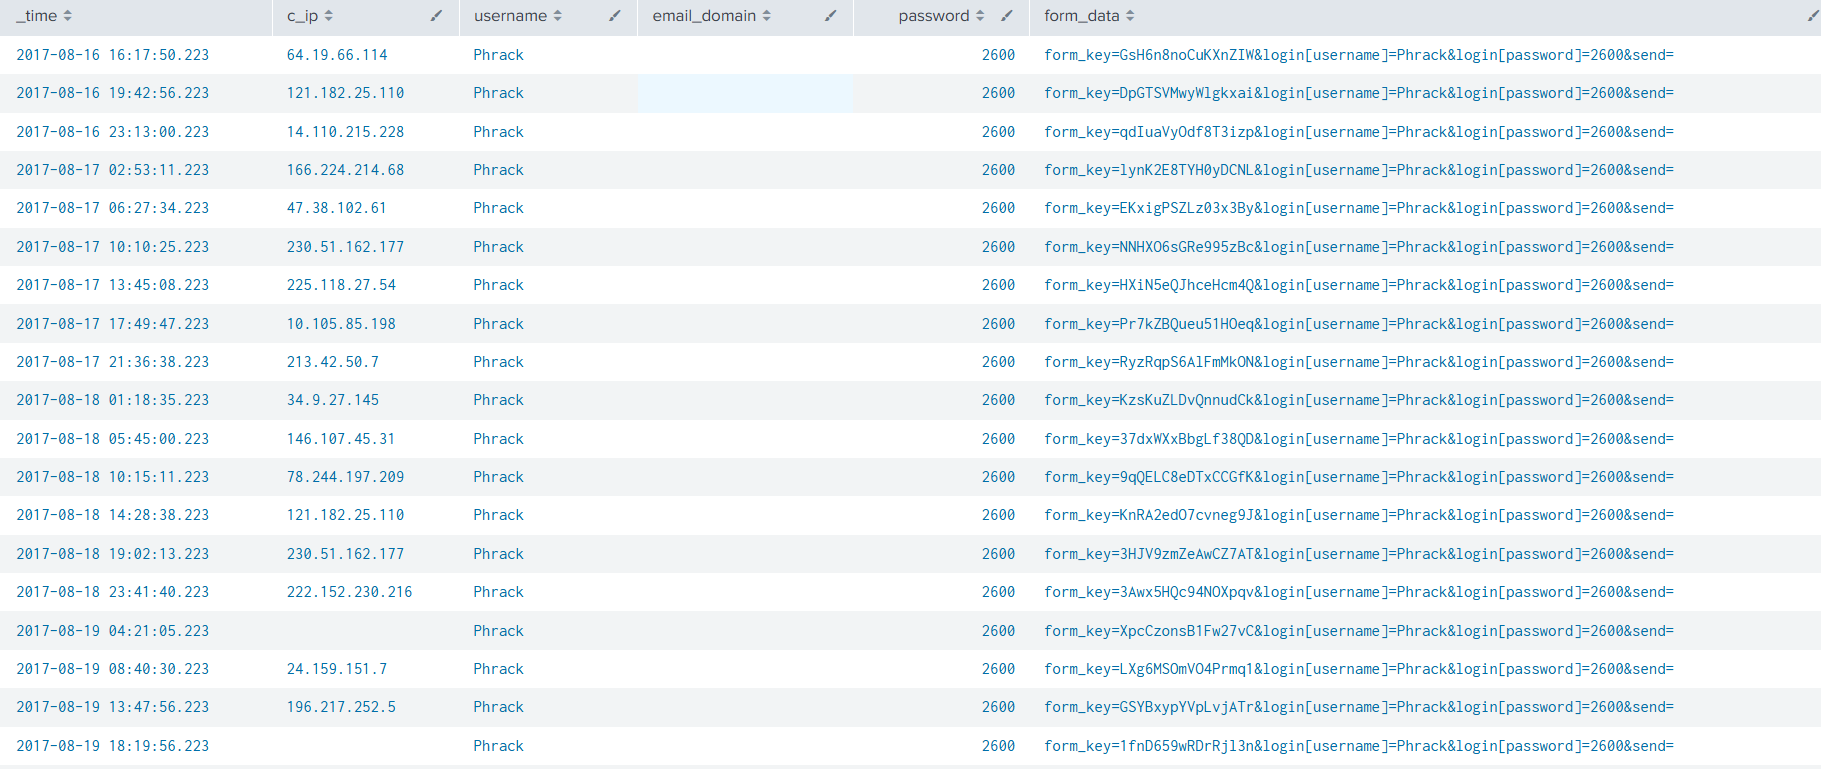 _time c_ip username email_domain password form_data
2017-08-16 16:17:50.223 64.19.66.114 Phrack 2600 form_key=GsH6n8noCuKXnZIW&login[username]=Phrack&login[password]=2600&send=
2017-08-16 19:42:56.223 121.182.25.110 Phrack 2600 form_key=DpGTSVMwyWlgkxai&login[username]=Phrack&login[password]=2600&send=
2017-08-16 23:13:00.223 14.110.215.228 Phrack 2600 form_key=qdIuaVyOdf8T3izp&login[username]=Phrack&login[password]=2600&send=
2017-08-17 02:53:11.223 166.224.214.68 Phrack 2600 form_key=lynK2E8TYH0yDCNL&login[username]=Phrack&login[password]=2600&send=
2017-08-17 06:27:34.223 47.38.102.61 Phrack 2600 form_key=EKxigPSZLz03x3By&login[username]=Phrack&login[password]=2600&send=
2017-08-17 10:10:25.223 230.51.162.177 Phrack 2600 form_key=NNHXO6sGRe995zBc&login[username]=Phrack&login[password]=2600&send=
2017-08-17 13:45:08.223 225.118.27.54 Phrack 2600 form_key=HXiN5eQJhceHcm4Q&login[username]=Phrack&login[password]=2600&send=
2017-08-17 17:49:47.223 10.105.85.198 Phrack 2600 form_key=Pr7kZBQueu51HOeq&login[username]=Phrack&login[password]=2600&send=
2017-08-17 21:36:38.223 213.42.50.7 Phrack 2600 form_key=RyzRqpS6AlFmMkON&login[username]=Phrack&login[password]=2600&send=
2017-08-18 01:18:35.223 34.9.27.145 Phrack 2600 form_key=KzsKuZLDvQnnudCk&login[username]=Phrack&login[password]=2600&send=
2017-08-18 05:45:00.223 146.107.45.31 Phrack 2600 form_key=37dxWXxBbgLf38QD&login[username]=Phrack&login[password]=2600&send=
2017-08-18 10:15:11.223 78.244.197.209 Phrack 2600 form_key=9qQELC8eDTxCCGfK&login[username]=Phrack&login[password]=2600&send=
2017-08-18 14:28:38.223 121.182.25.110 Phrack 2600 form_key=KnRA2edO7cvneg9J&login[username]=Phrack&login[password]=2600&send=
2017-08-18 19:02:13.223 230.51.162.177 Phrack 2600 form_key=3HJV9zmZeAwCZ7AT&login[username]=Phrack&login[password]=2600&send=
2017-08-18 23:41:40.223 222.152.230.216 Phrack 2600 form_key=3Awx5HQc94NOXpqv&login[username]=Phrack&login[password]=2600&send=
2017-08-19 04:21:05.223 Phrack 2600 form_key=XpcCzonsB1Fw27vC&login[username]=Phrack&login[password]=2600&send=
2017-08-19 08:40:30.223 24.159.151.7 Phrack 2600 form_key=LXg6MSOmVO4Prmq1&login[username]=Phrack&login[password]=2600&send=
2017-08-19 13:47:56.223 196.217.252.5 Phrack 2600 form_key=GSYBxypYVpLvjATr&login[username]=Phrack&login[password]=2600&send=
2017-08-19 18:19:56.223 Phrack 2600 form_key=1fnD659wRDrRjl3n&login[username]=Phrack&login[password]=2600&send=